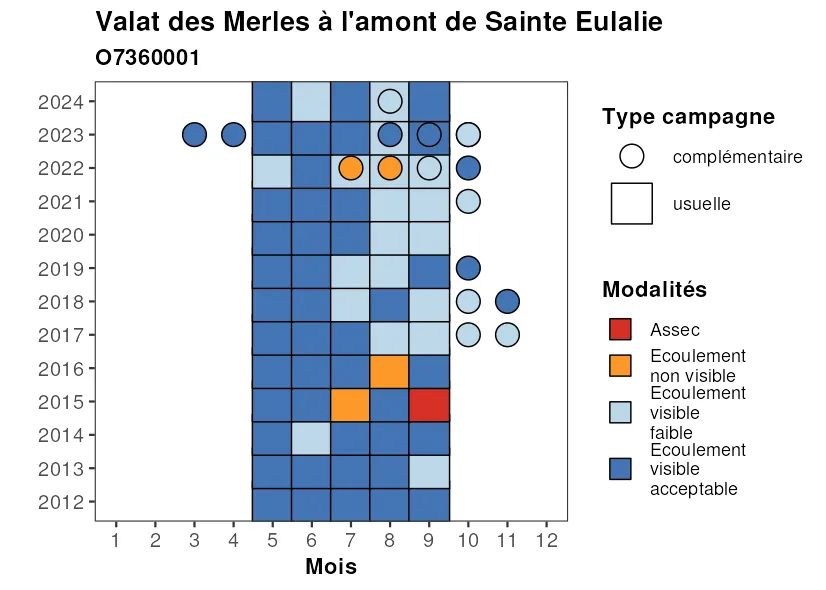 Valat des Merles à l'amont de Sainte Eulalie
O7360001
2024
2023
2022
2021
2020
2019
2018
2017
2016
2015
2014
2013
2012
1 2 3 4 5 6 7 8 9 10 11 12
Mois
Type campagne
complémentaire
usuelle
Modalités
Assec
Ecoulement
non visible
Ecoulement
visible
faible
Ecoulement
visible
acceptable